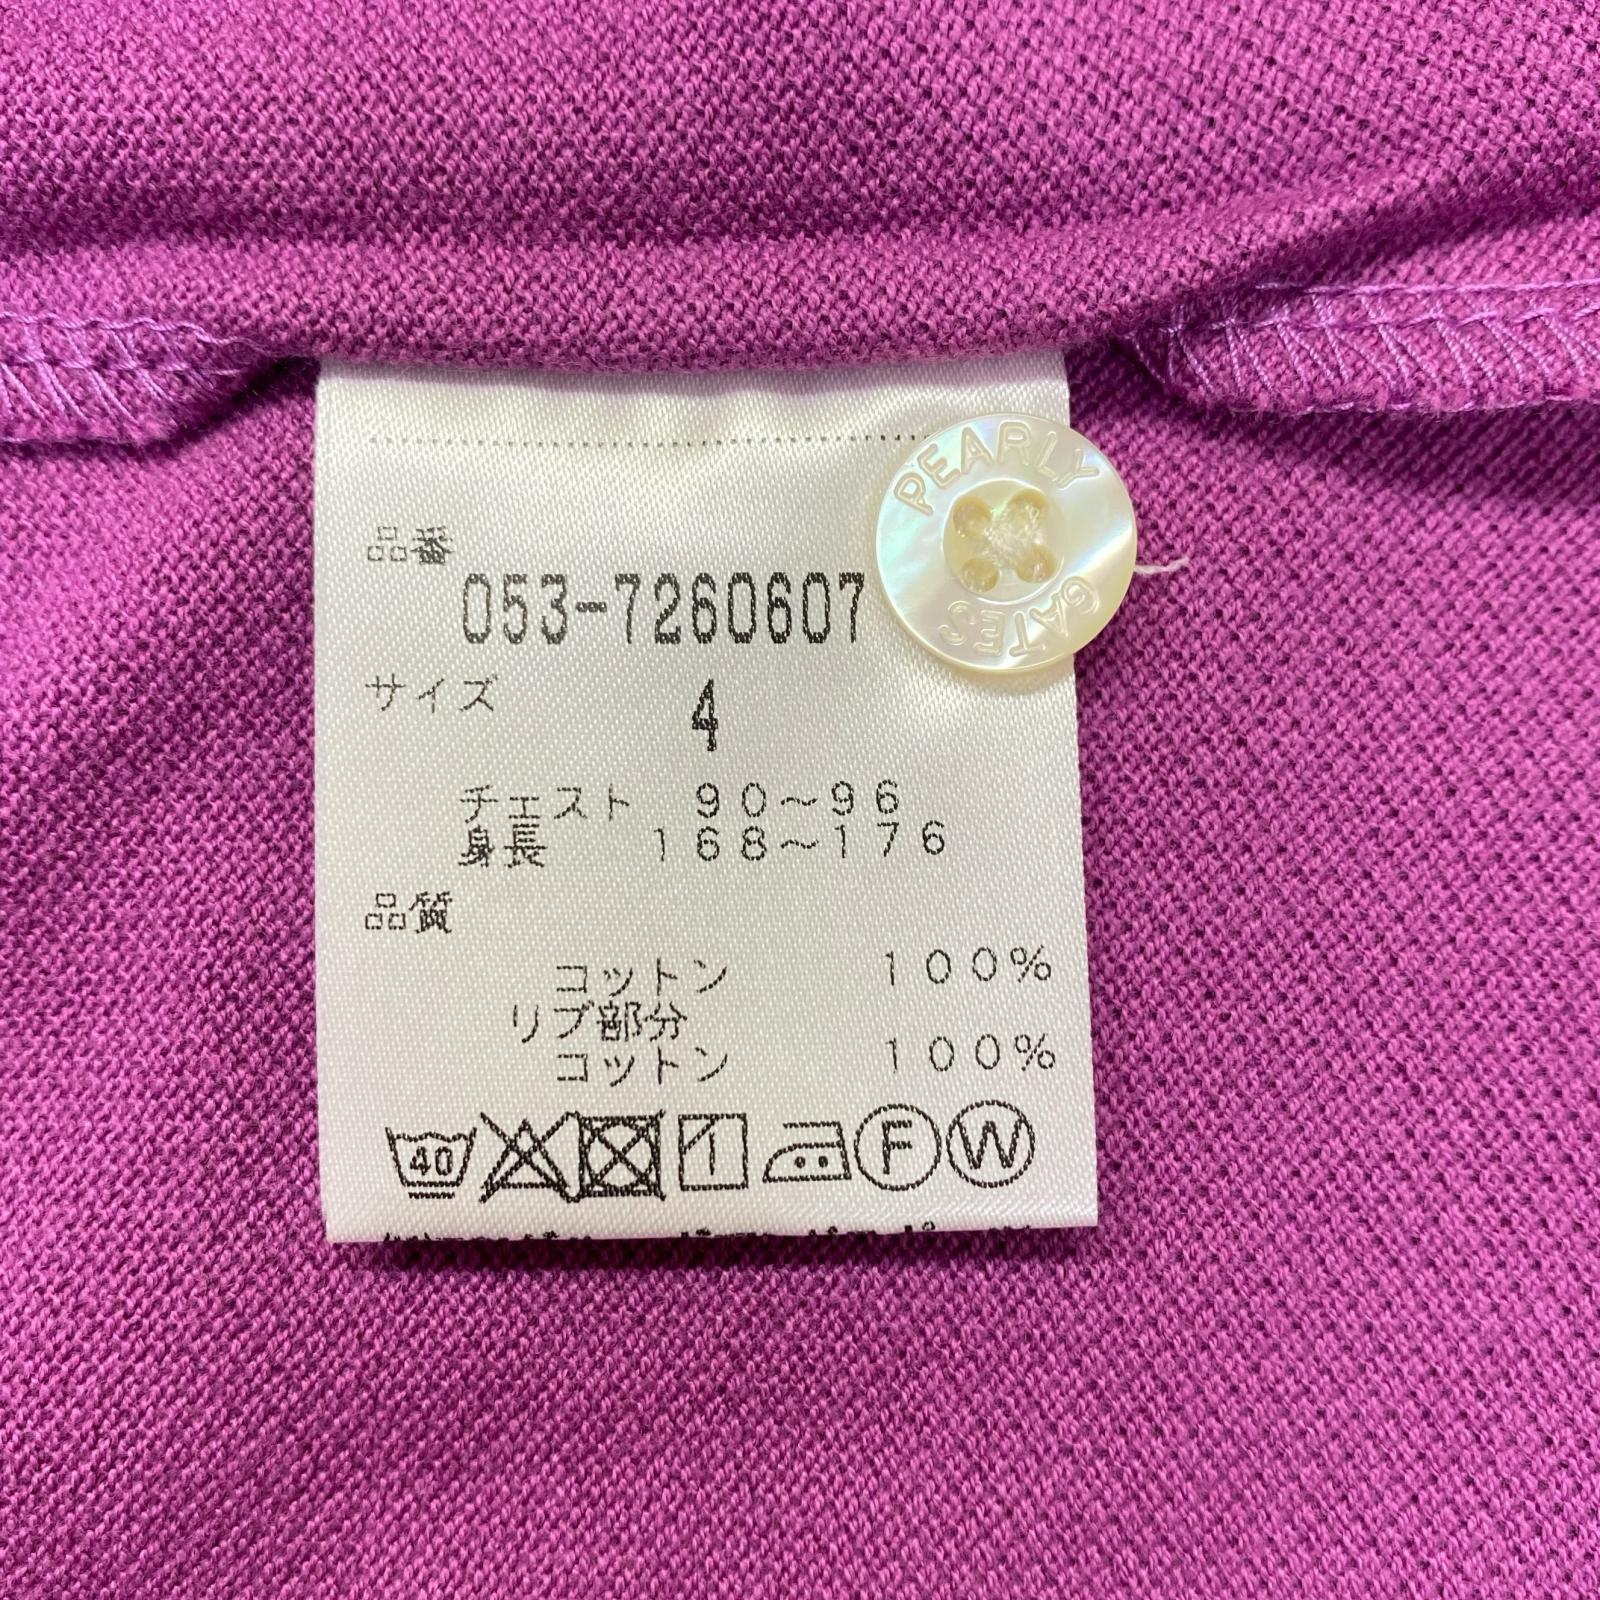 PEARLY
GATES
品番
053-7260607
サイズ 4
チェスト 90～96
身長 168～176
品質
コットン 100%
リブ部分
コットン 100%
40
F W